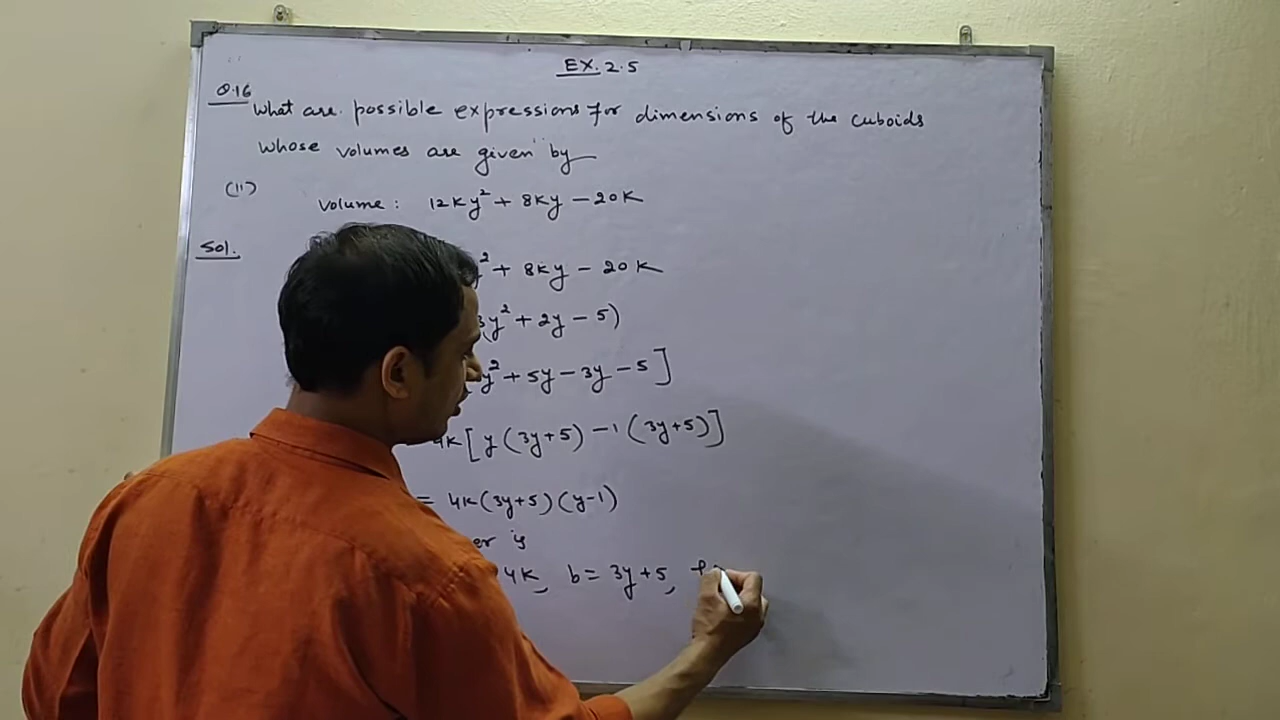 EX. 2.5
Q.16
What are possible expressions for dimensions of the cuboids
whose volumes are given by
(ii) Volume: 12Ky² + 8Ky - 20K
Sol.
² + 8Ky - 20K
3y² + 2y - 5)
y² + 5y - 3y - 5]
4K[y(3y+5) - 1(3y+5)]
= 4K(3y+5)(y-1)
is
4K, b = 3y+5,